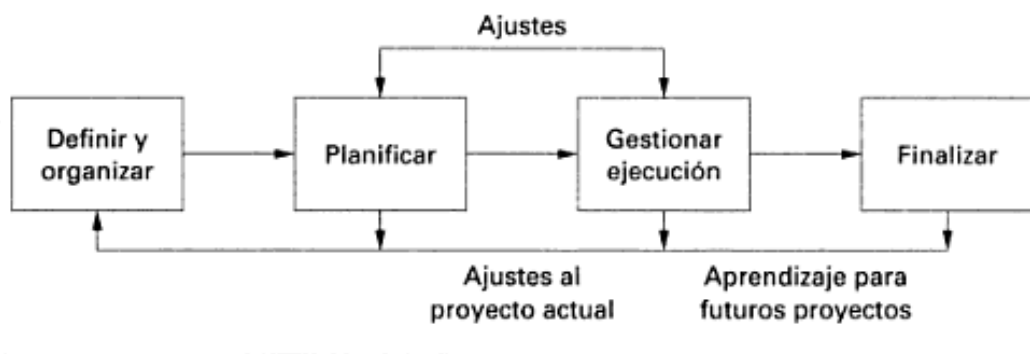 Ajustes
Definir y
organizar
Planificar
Gestionar
ejecución
Finalizar
Ajustes al
proyecto actual
Aprendizaje para
futuros proyectos